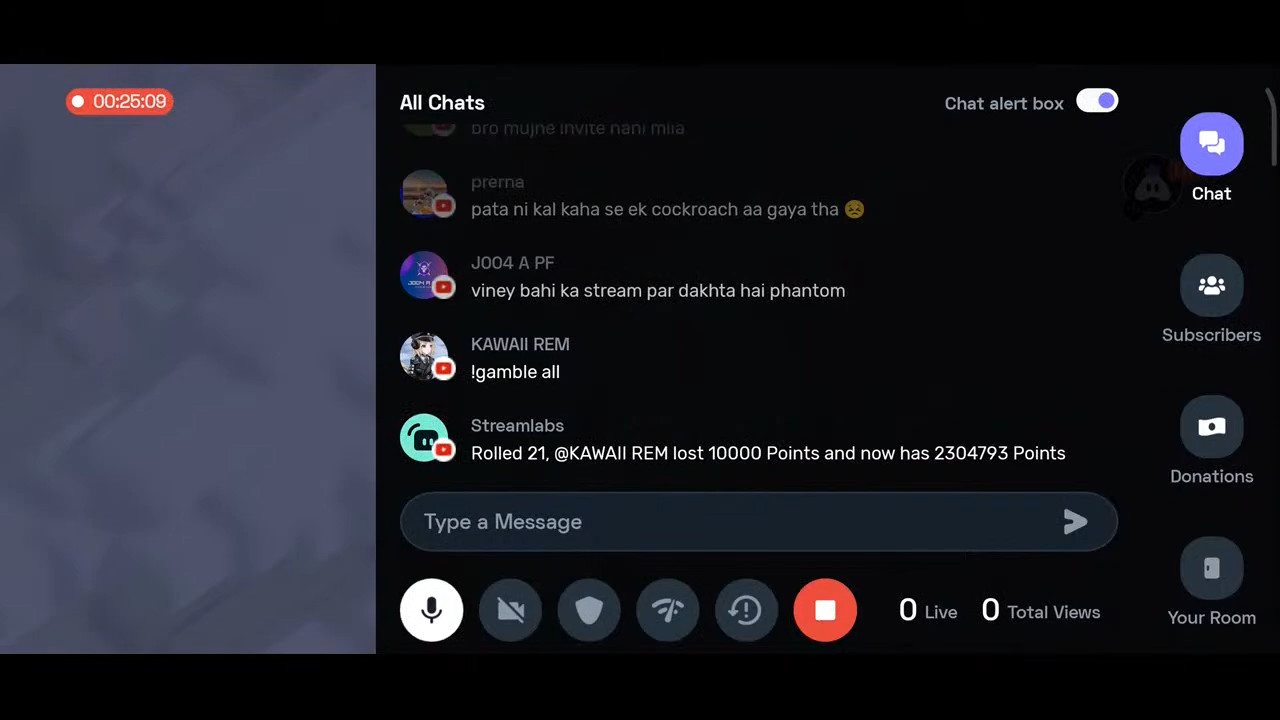 00:25:09
All Chats
Chat alert box
bro mujhe invite nahi mila
prerna
pata ni kal kaha se ek cockroach aa gaya tha 😣
J004 A PF
viney bahi ka stream par dakhta hai phantom
KAWAII REM
!gamble all
Streamlabs
Rolled 21, @KAWAII REM lost 10000 Points and now has 2304793 Points
Type a Message
0 Live 0 Total Views
Chat
Subscribers
Donations
Your Room